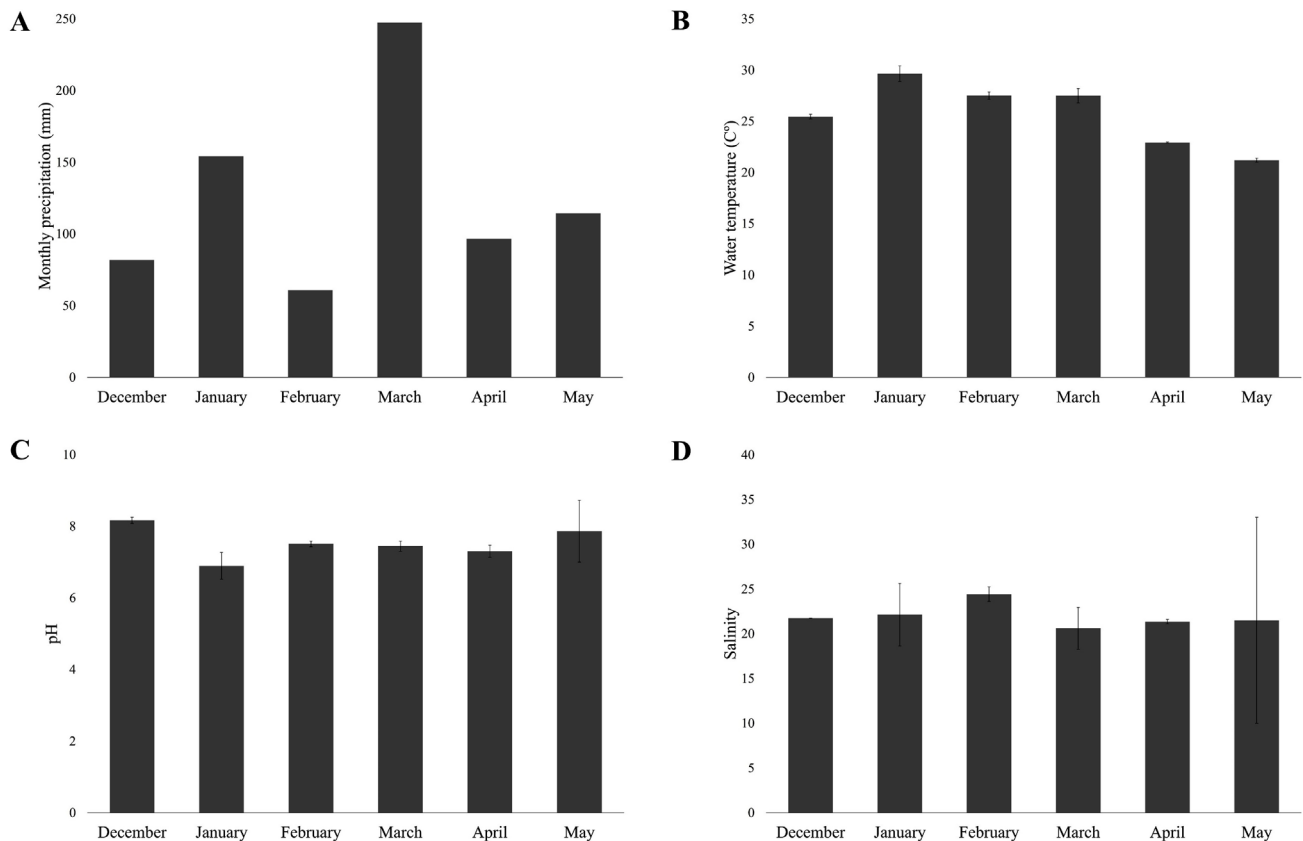 A
Monthly precipitation (mm)
250
200
150
100
50
0
December January February March April May
B
Water temperature (Cº)
35
30
25
20
15
10
5
0
December January February March April May
C
pH
10
8
6
4
2
0
December January February March April May
D
Salinity
40
35
30
25
20
15
10
5
0
December January February March April May